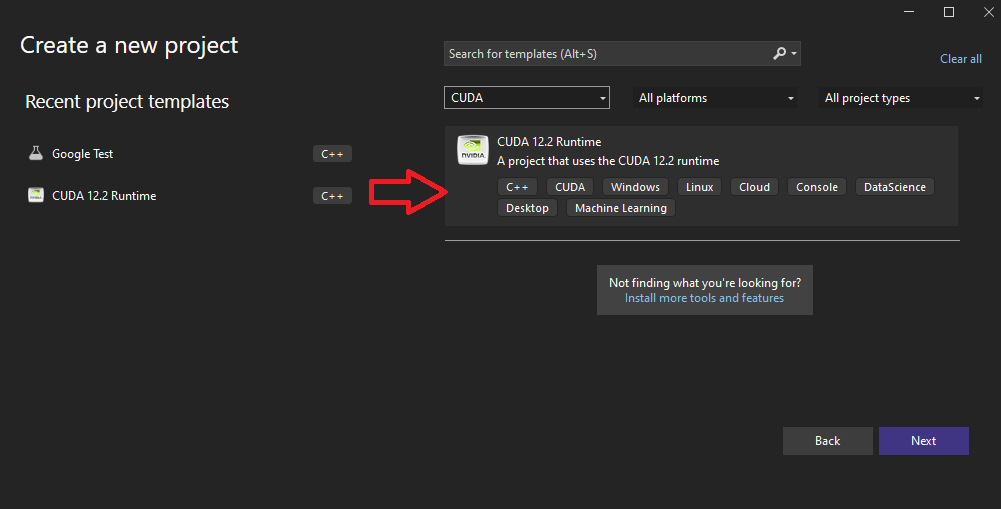 Create a new project
Recent project templates
Google Test
C++
CUDA 12.2 Runtime
C++
Search for templates (Alt+S)
Clear all
CUDA
All platforms
All project types
NVIDIA.
CUDA 12.2 Runtime
A project that uses the CUDA 12.2 runtime
C++ CUDA Windows Linux Cloud Console DataScience
Desktop Machine Learning
Not finding what you're looking for?
Install more tools and features
Back
Next